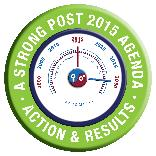 A STRONG POST 2015 AGENDA
2015
ACTION & RESULTS